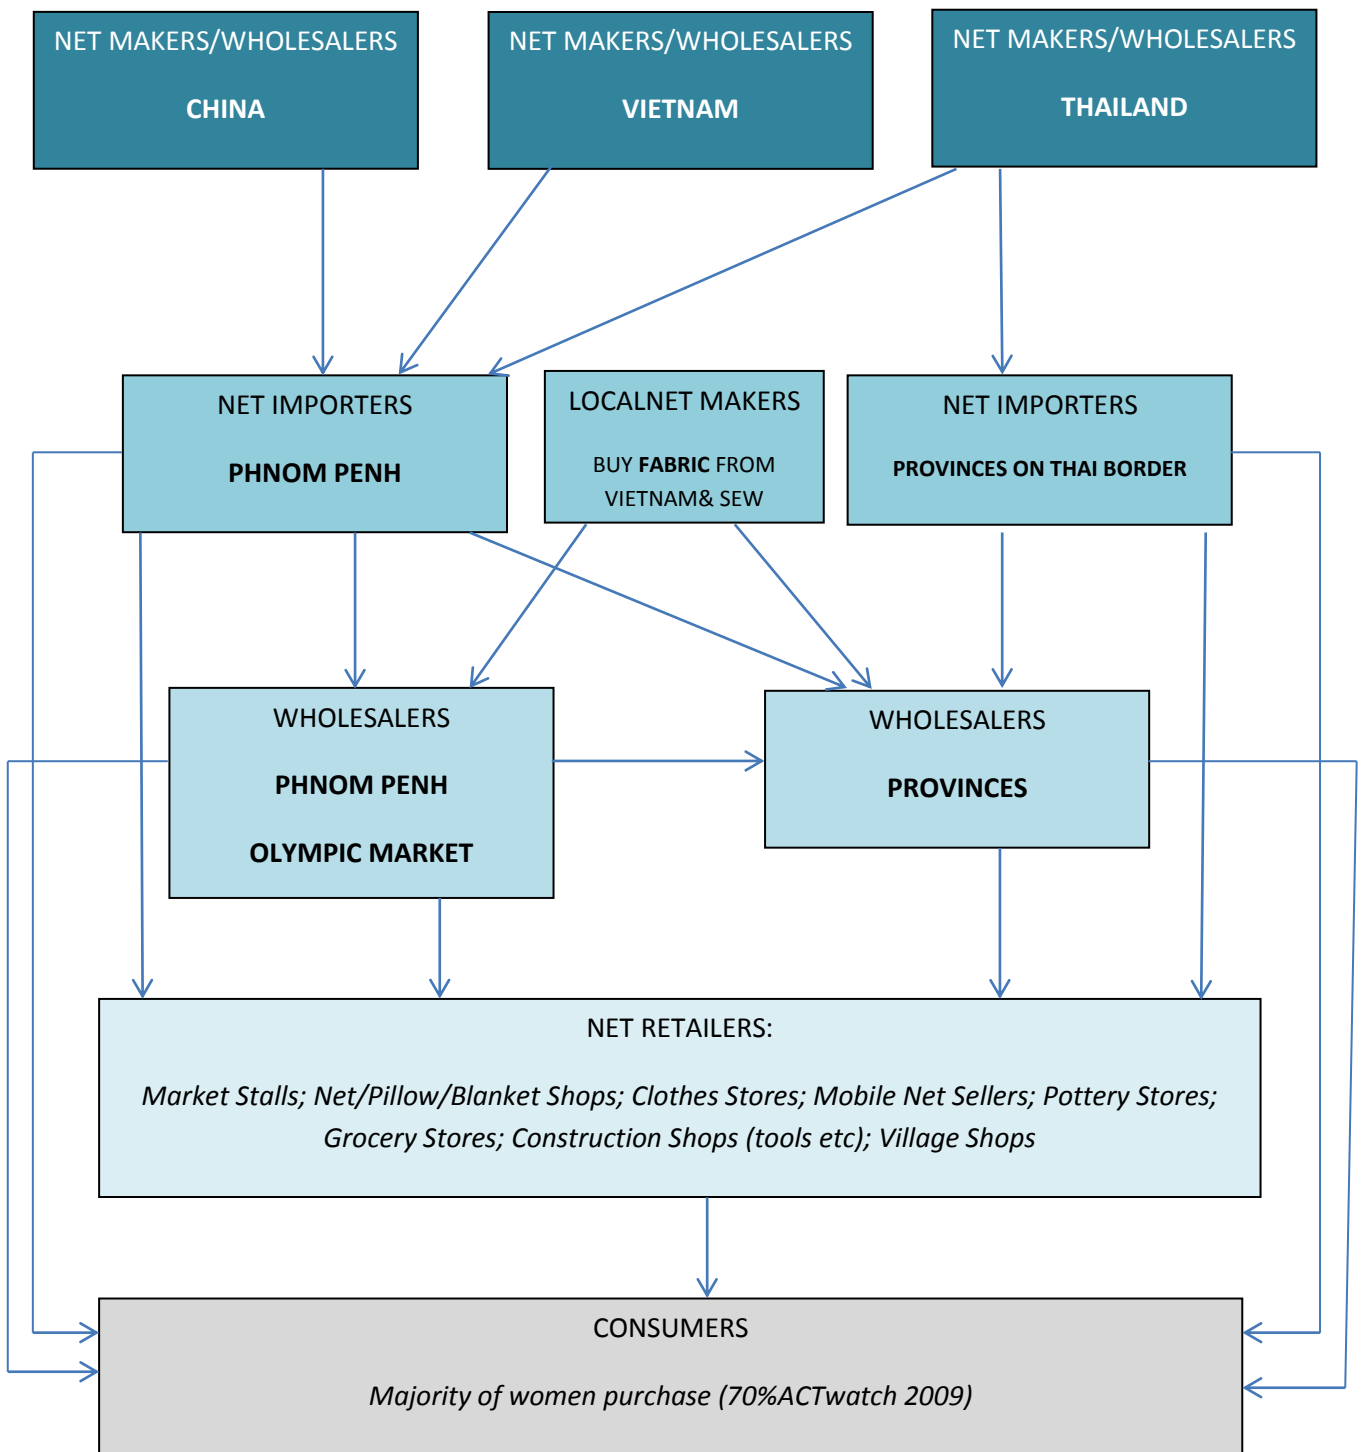 NET MAKERS/WHOLESALERS
CHINA
NET MAKERS/WHOLESALERS
VIETNAM
NET MAKERS/WHOLESALERS
THAILAND
NET IMPORTERS
PHNOM PENH
LOCALNET MAKERS
BUY FABRIC FROM
VIETNAM& SEW
NET IMPORTERS
PROVINCES ON THAI BORDER
WHOLESALERS
PHNOM PENH
OLYMPIC MARKET
WHOLESALERS
PROVINCES
NET RETAILERS:
Market Stalls; Net/Pillow/Blanket Shops; Clothes Stores; Mobile Net Sellers; Pottery Stores;
Grocery Stores; Construction Shops (tools etc); Village Shops
CONSUMERS
Majority of women purchase (70%ACTwatch 2009)